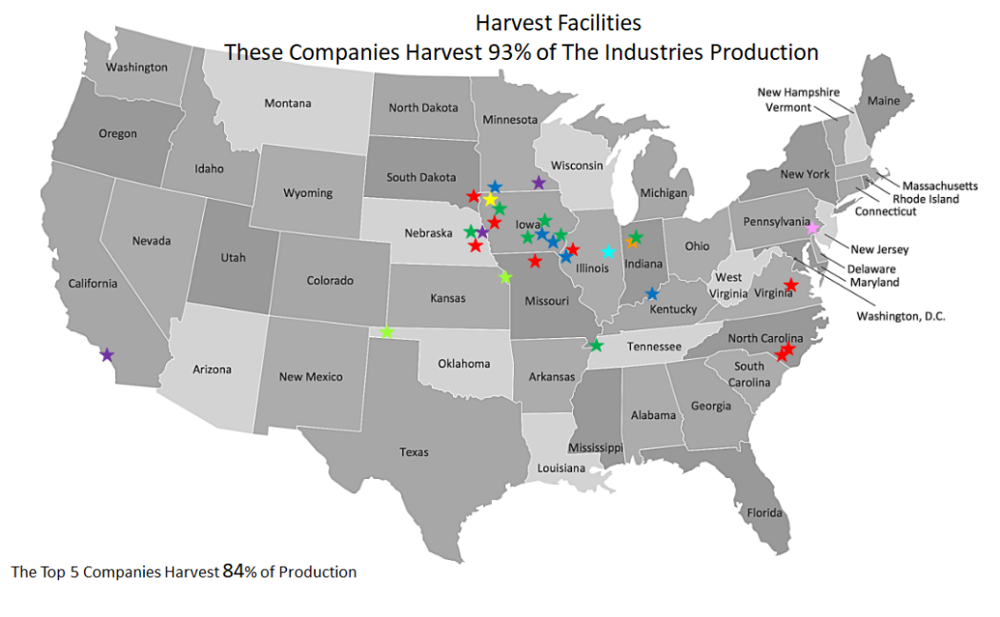 Harvest Facilities
These Companies Harvest 93% of The Industries Production
Washington
Montana
North Dakota
Minnesota
New Hampshire
Vermont
Maine
Oregon
Idaho
Wyoming
South Dakota
Wisconsin
Michigan
New York
Massachusetts
Rhode Island
Connecticut
Nevada
Utah
Nebraska
Iowa
Pennsylvania
New Jersey
Delaware
Maryland
Washington, D.C.
California
Colorado
Kansas
Missouri
Illinois
Indiana
Ohio
West
Virginia
Virginia
Kentucky
Arizona
New Mexico
Oklahoma
Arkansas
Tennessee
North Carolina
South
Carolina
Texas
Louisiana
Mississippi
Alabama
Georgia
Florida
The Top 5 Companies Harvest 84% of Production